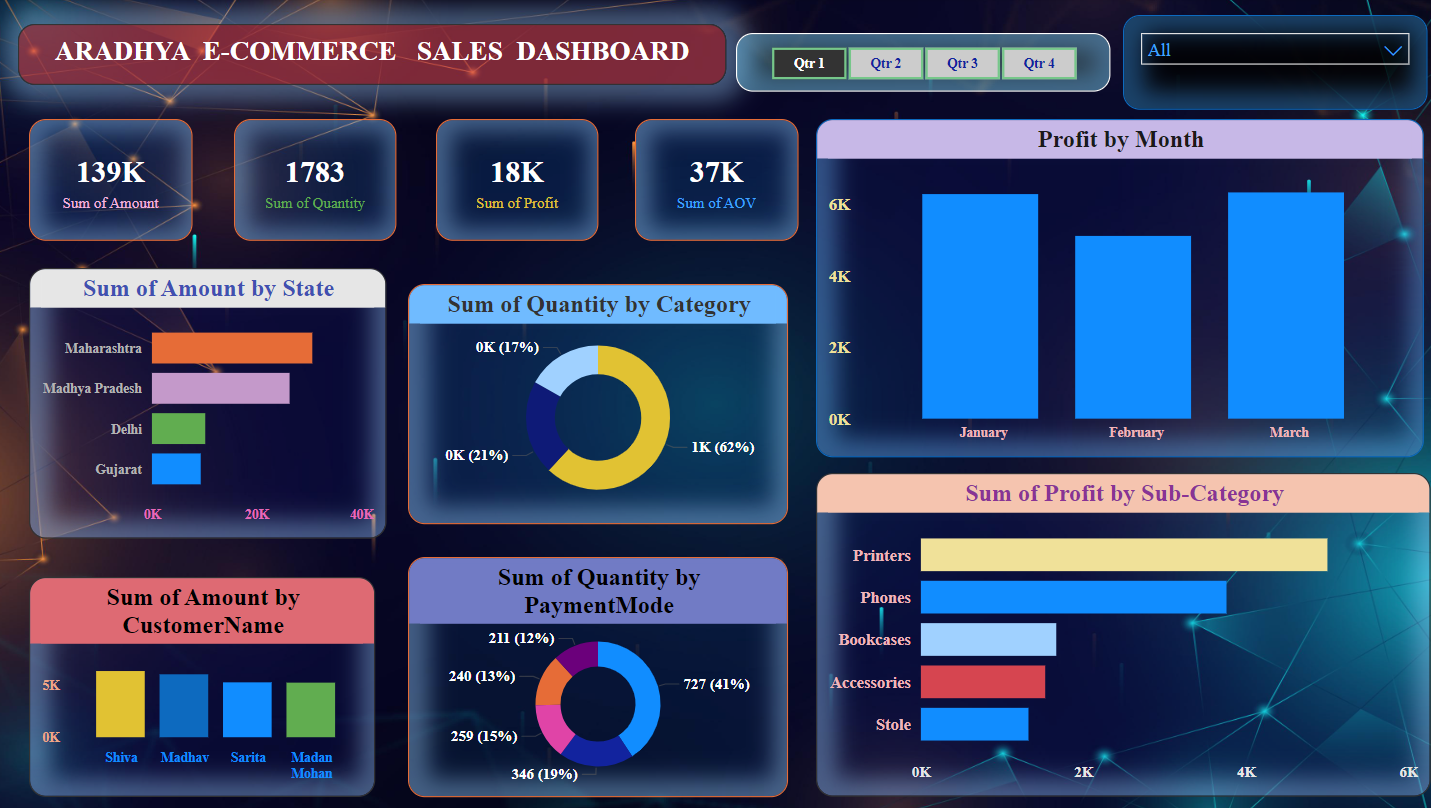 ARADHYA E-COMMERCE SALES DASHBOARD
Qtr 1
Qtr 2
Qtr 3
Qtr 4
All
139K
Sum of Amount
1783
Sum of Quantity
18K
Sum of Profit
37K
Sum of AOV
Profit by Month
6K
4K
2K
0K
January
February
March
Sum of Amount by State
Maharashtra
Madhya Pradesh
Delhi
Gujarat
0K
20K
40K
Sum of Quantity by Category
0K (17%)
0K (21%)
1K (62%)
Sum of Profit by Sub-Category
Printers
Phones
Bookcases
Accessories
Stole
0K
2K
4K
6K
Sum of Amount by
CustomerName
5K
0K
Shiva
Madhav
Sarita
Madan
Mohan
Sum of Quantity by
PaymentMode
211 (12%)
240 (13%)
259 (15%)
346 (19%)
727 (41%)